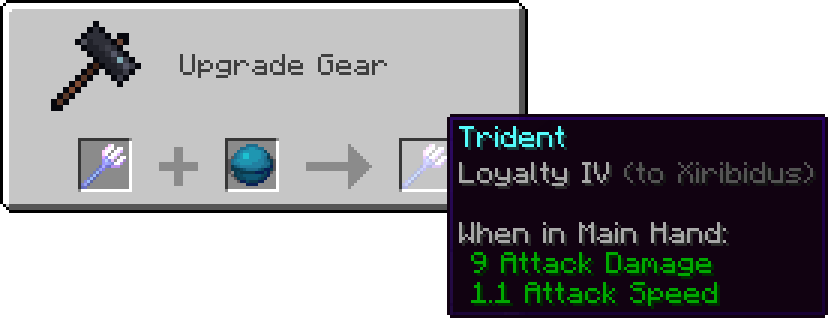 Upgrade Gear
Trident
Loyalty IV (to Xiribidus)
When in Main Hand:
9 Attack Damage
1.1 Attack Speed